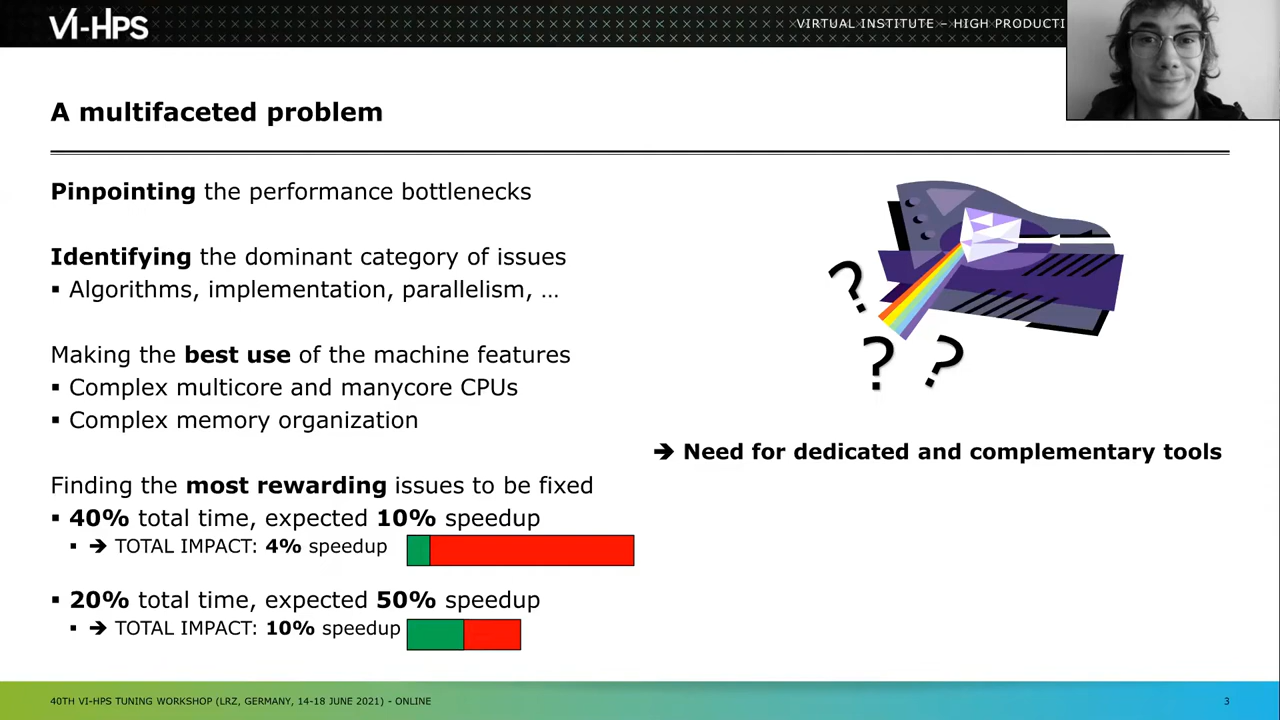 VI-HPS
VIRTUAL INSTITUTE – HIGH PRODUCTI
A multifaceted problem
Pinpointing the performance bottlenecks
Identifying the dominant category of issues
▪ Algorithms, implementation, parallelism, …
Making the best use of the machine features
▪ Complex multicore and manycore CPUs
▪ Complex memory organization
Finding the most rewarding issues to be fixed
▪ 40% total time, expected 10% speedup
▪ ➔ TOTAL IMPACT: 4% speedup
▪ 20% total time, expected 50% speedup
▪ ➔ TOTAL IMPACT: 10% speedup
?
? ?
➔ Need for dedicated and complementary tools
40TH VI-HPS TUNING WORKSHOP (LRZ, GERMANY, 14-18 JUNE 2021) - ONLINE
3